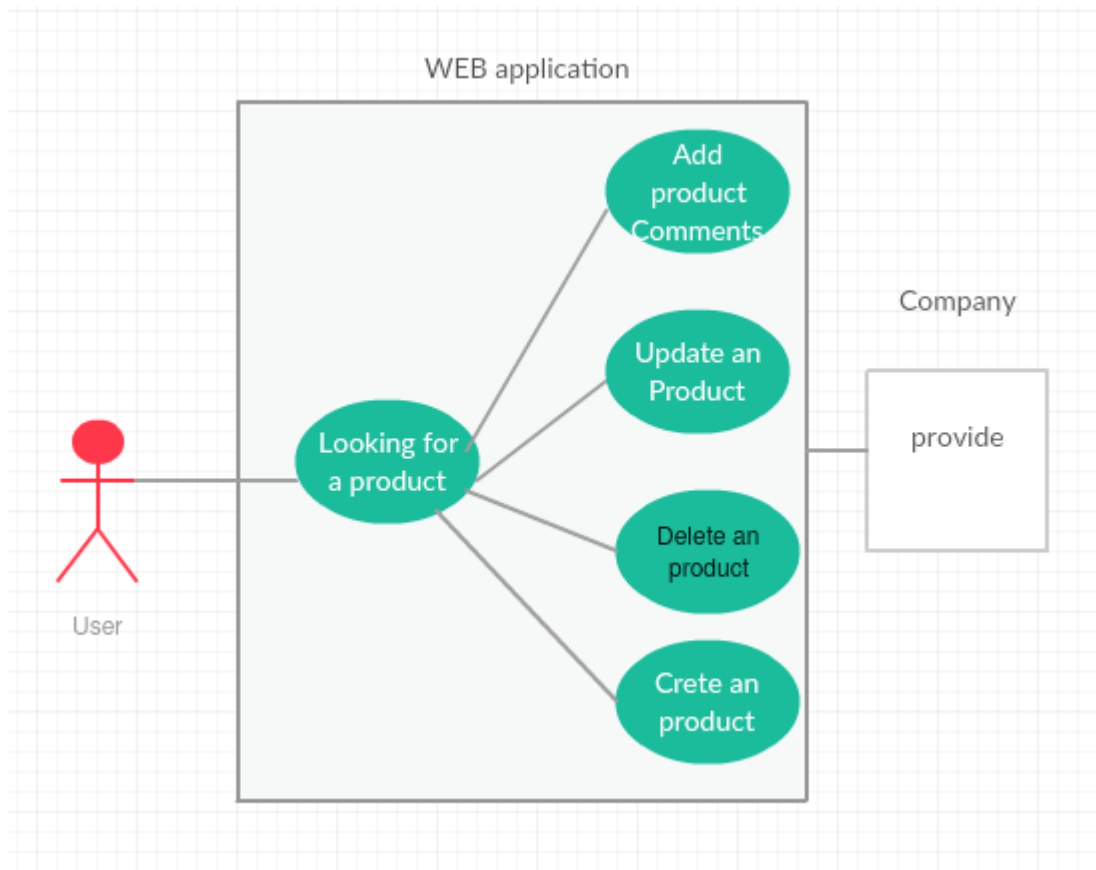 WEB application
Add
product
Comments
Update an
Product
Company
provide
Looking for
a product
Delete an
product
User
Crete an
product